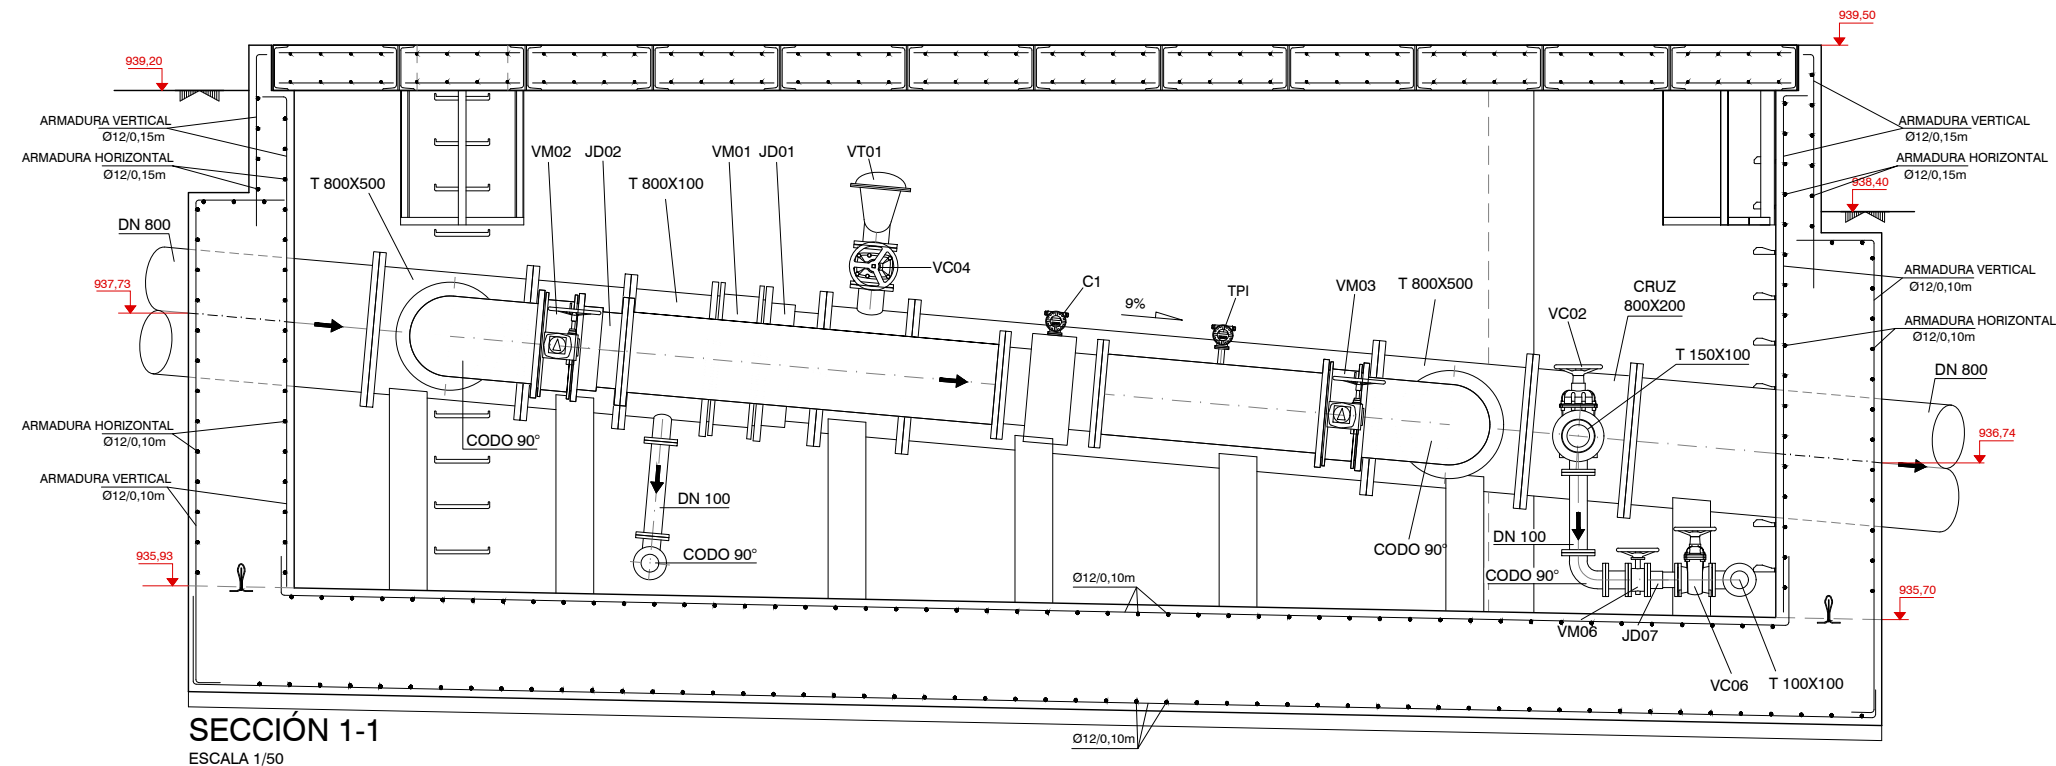 939,50
939,20
ARMADURA VERTICAL
Ø12/0,15m
ARMADURA HORIZONTAL
Ø12/0,15m
T 800X500
VM02
JD02
T 800X100
VM01
JD01
VT01
ARMADURA VERTICAL
Ø12/0,15m
ARMADURA HORIZONTAL
Ø12/0,15m
938,40
DN 800
VC04
937,73
C1
9%
TPI
VM03
T 800X500
CRUZ
800X200
VC02
T 150X100
ARMADURA VERTICAL
Ø12/0,10m
ARMADURA HORIZONTAL
Ø12/0,10m
DN 800
936,74
ARMADURA HORIZONTAL
Ø12/0,10m
ARMADURA VERTICAL
Ø12/0,10m
CODO 90°
DN 100
CODO 90°
CODO 90°
DN 100
CODO 90°
935,93
Ø12/0,10m
935,70
VM06
JD07
VC06
T 100X100
Ø12/0,10m
SECCIÓN 1-1
ESCALA 1/50